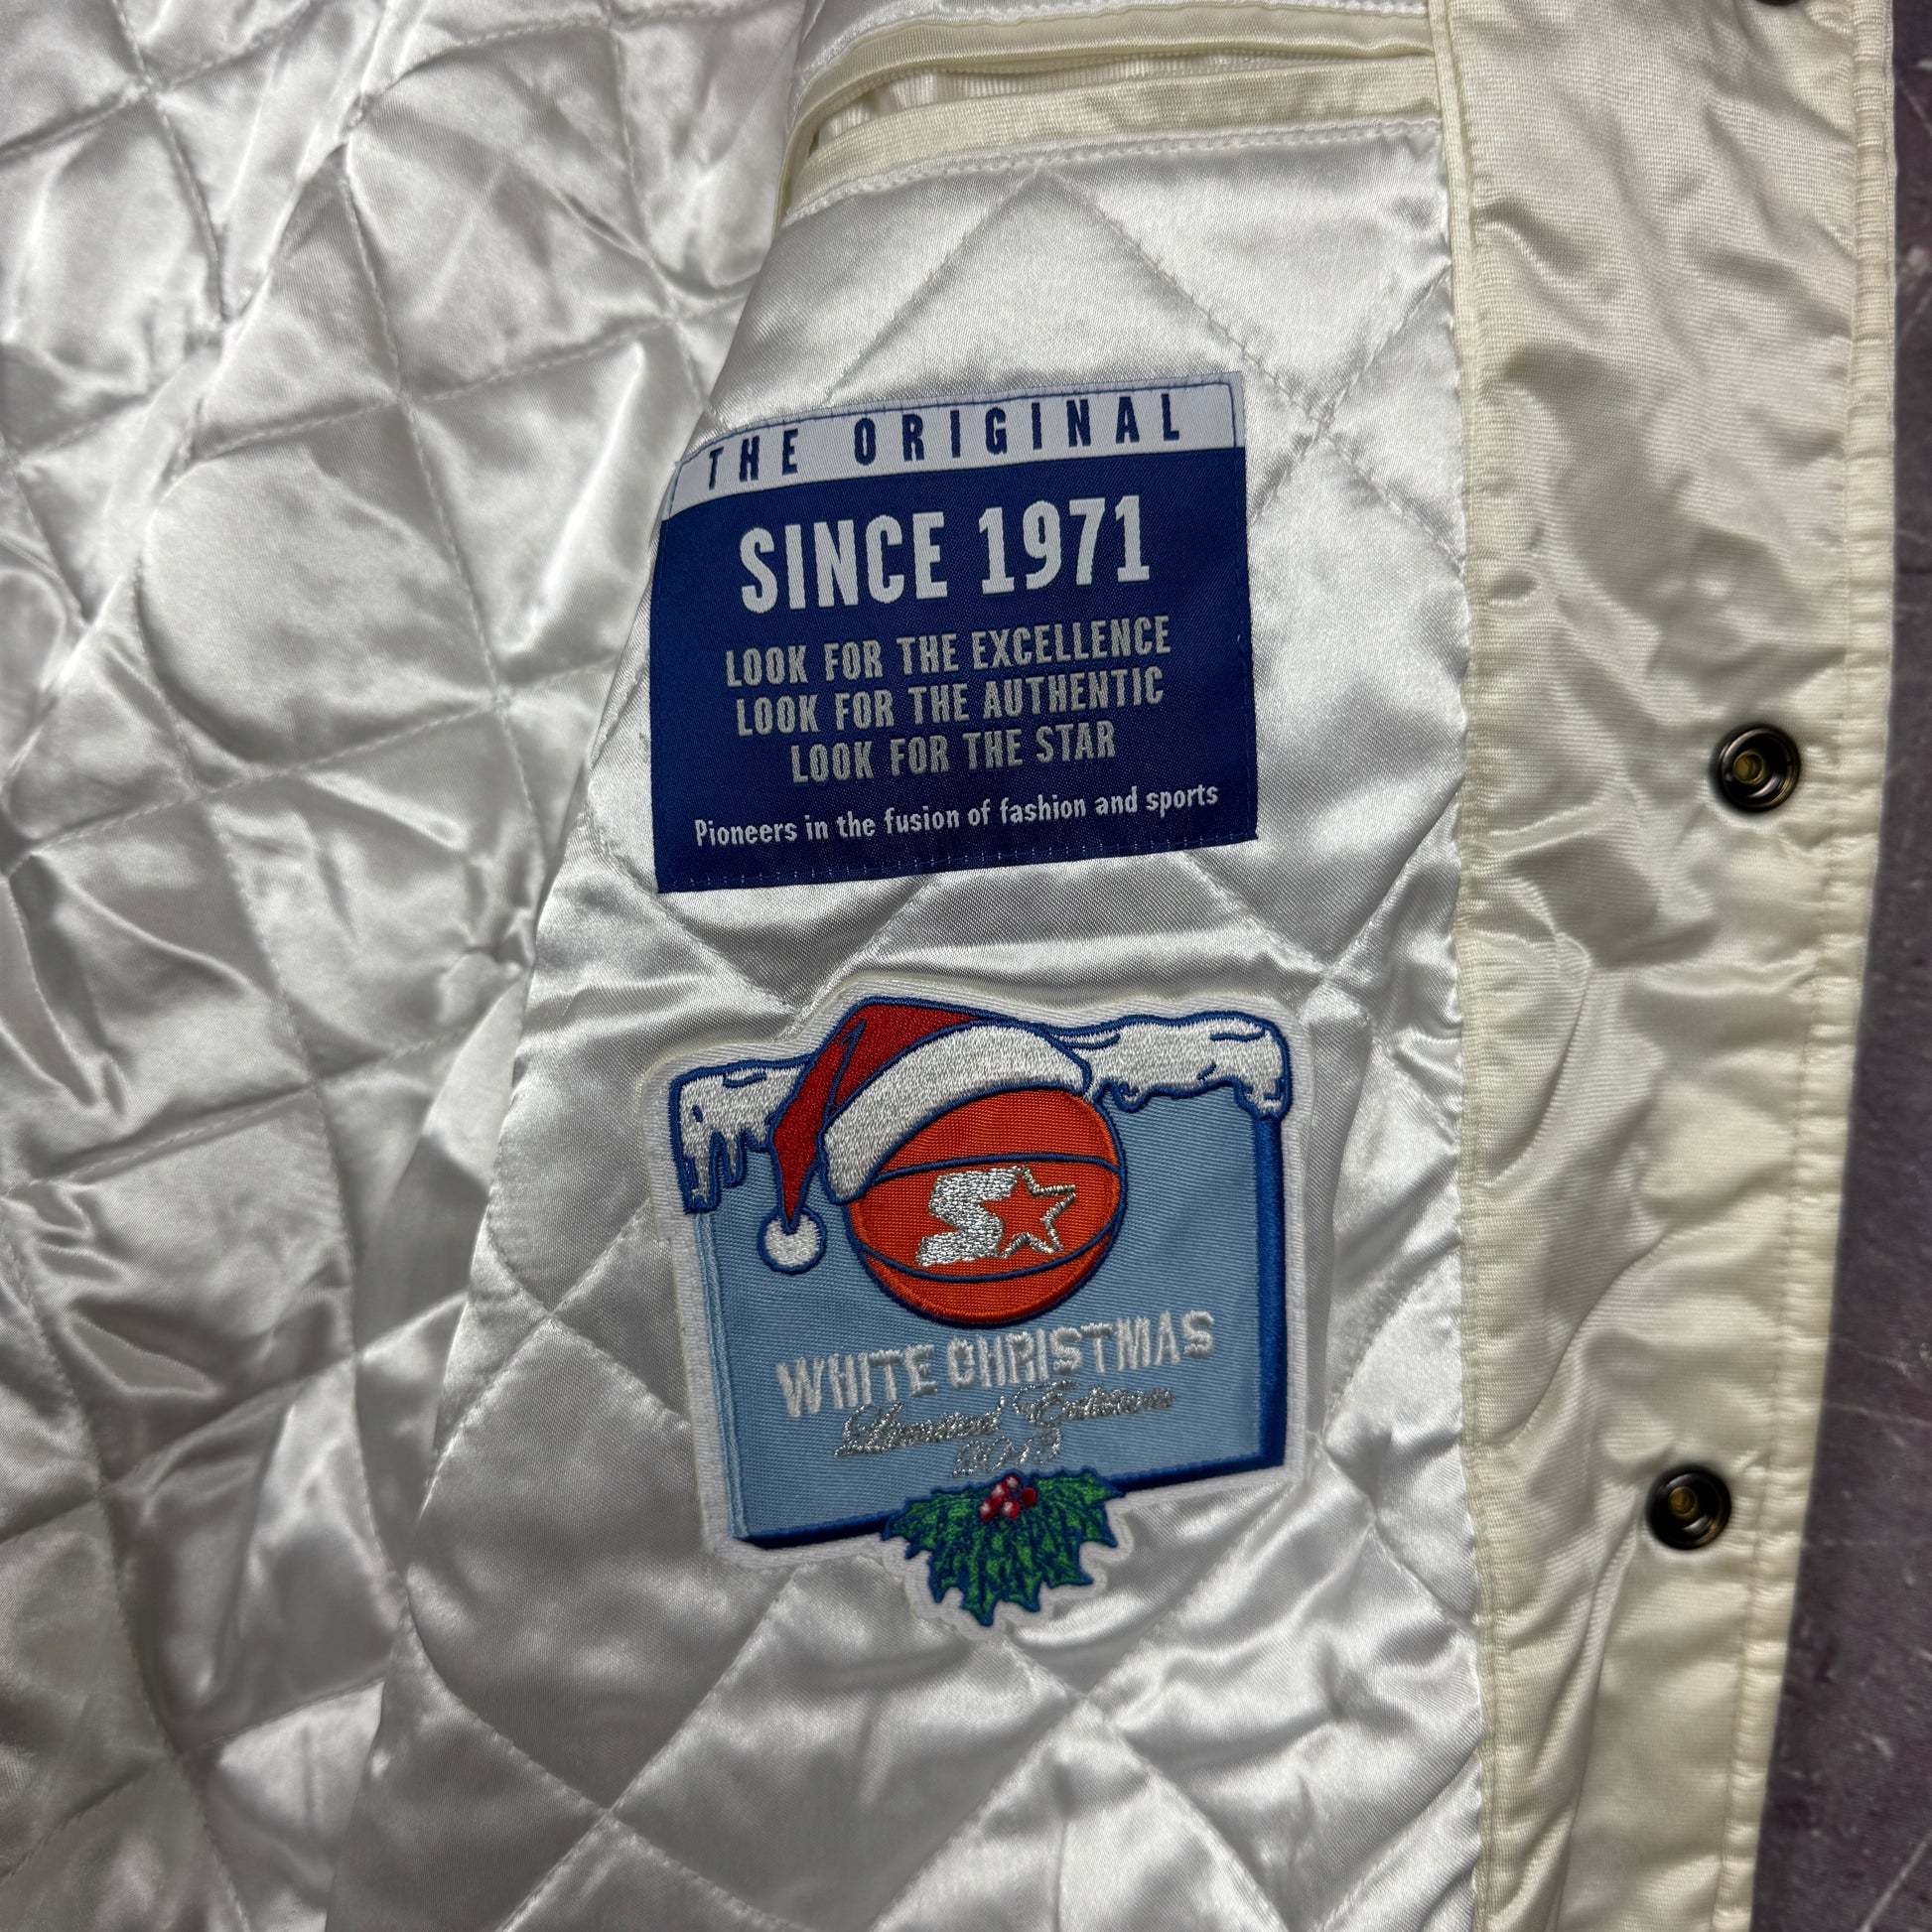 THE ORIGINAL
SINCE 1971
LOOK FOR THE EXCELLENCE
LOOK FOR THE AUTHENTIC
LOOK FOR THE STAR
Pioneers in the fusion of fashion and sports
S
WHITE CHRISTMAS
Limited Edition
2013